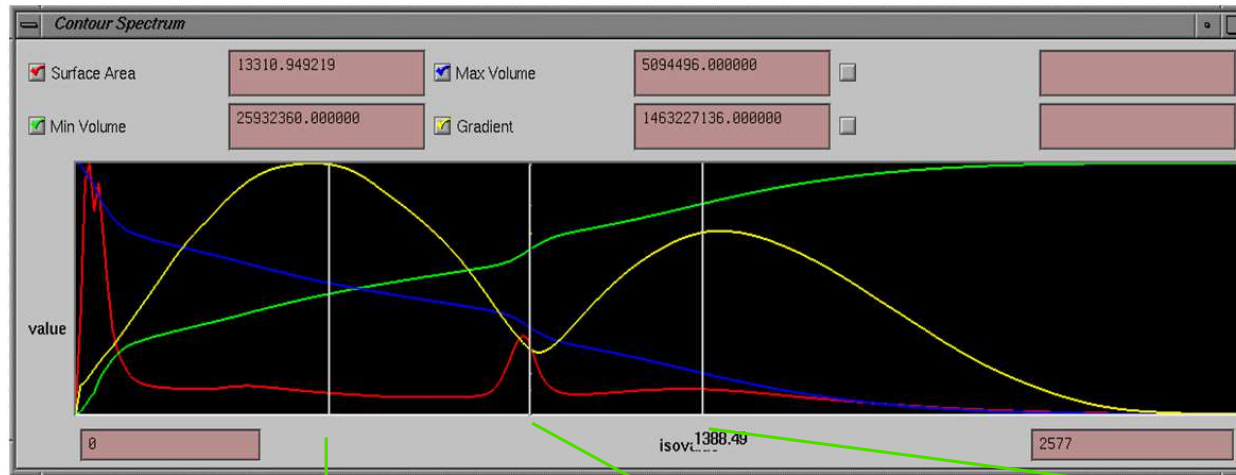 Contour Spectrum
Surface Area 13310.949219 Max Volume 5094496.000000
Min Volume 25932360.000000 Gradient 1463227136.000000
value
0 1388.49 2577